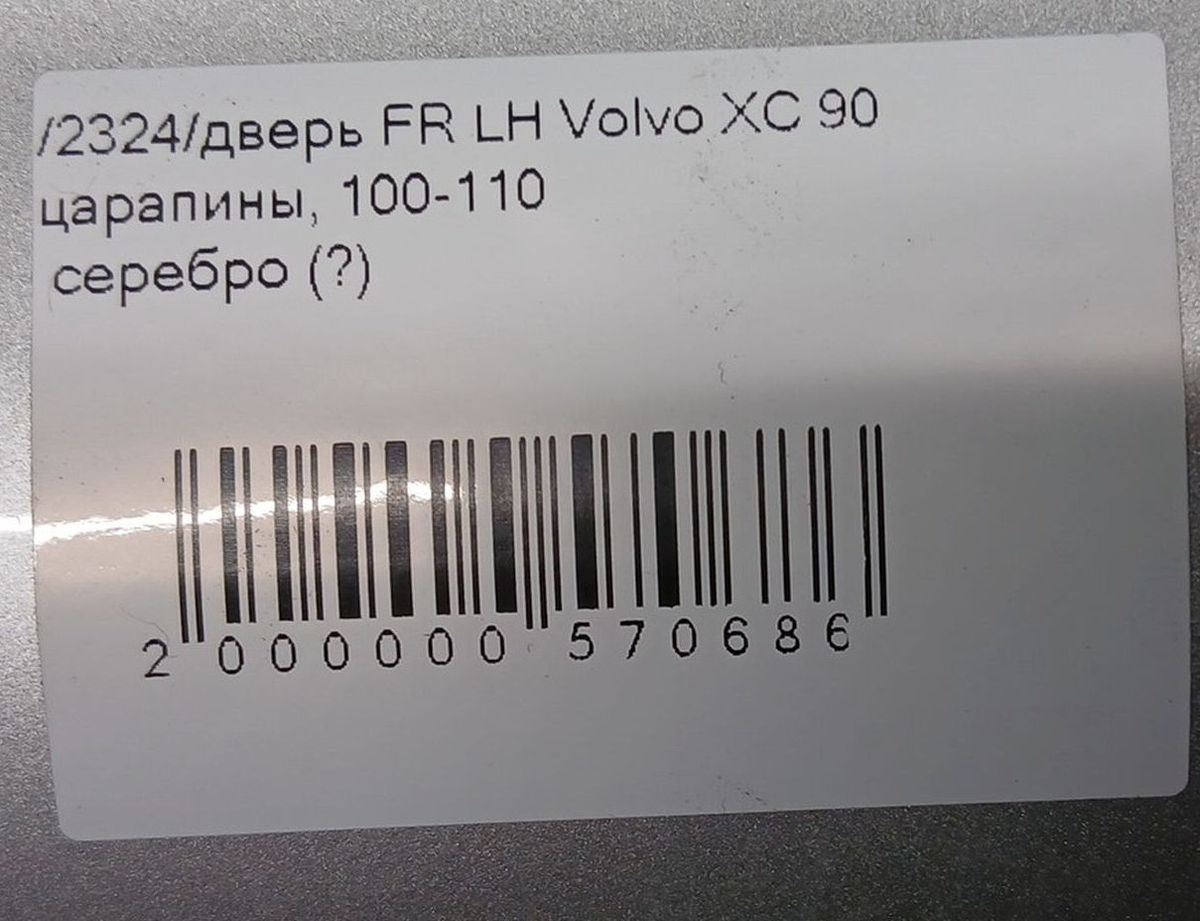 /2324/дверь FR LH Volvo XC 90
царапины, 100-110
серебро (?)
2 000000 570686